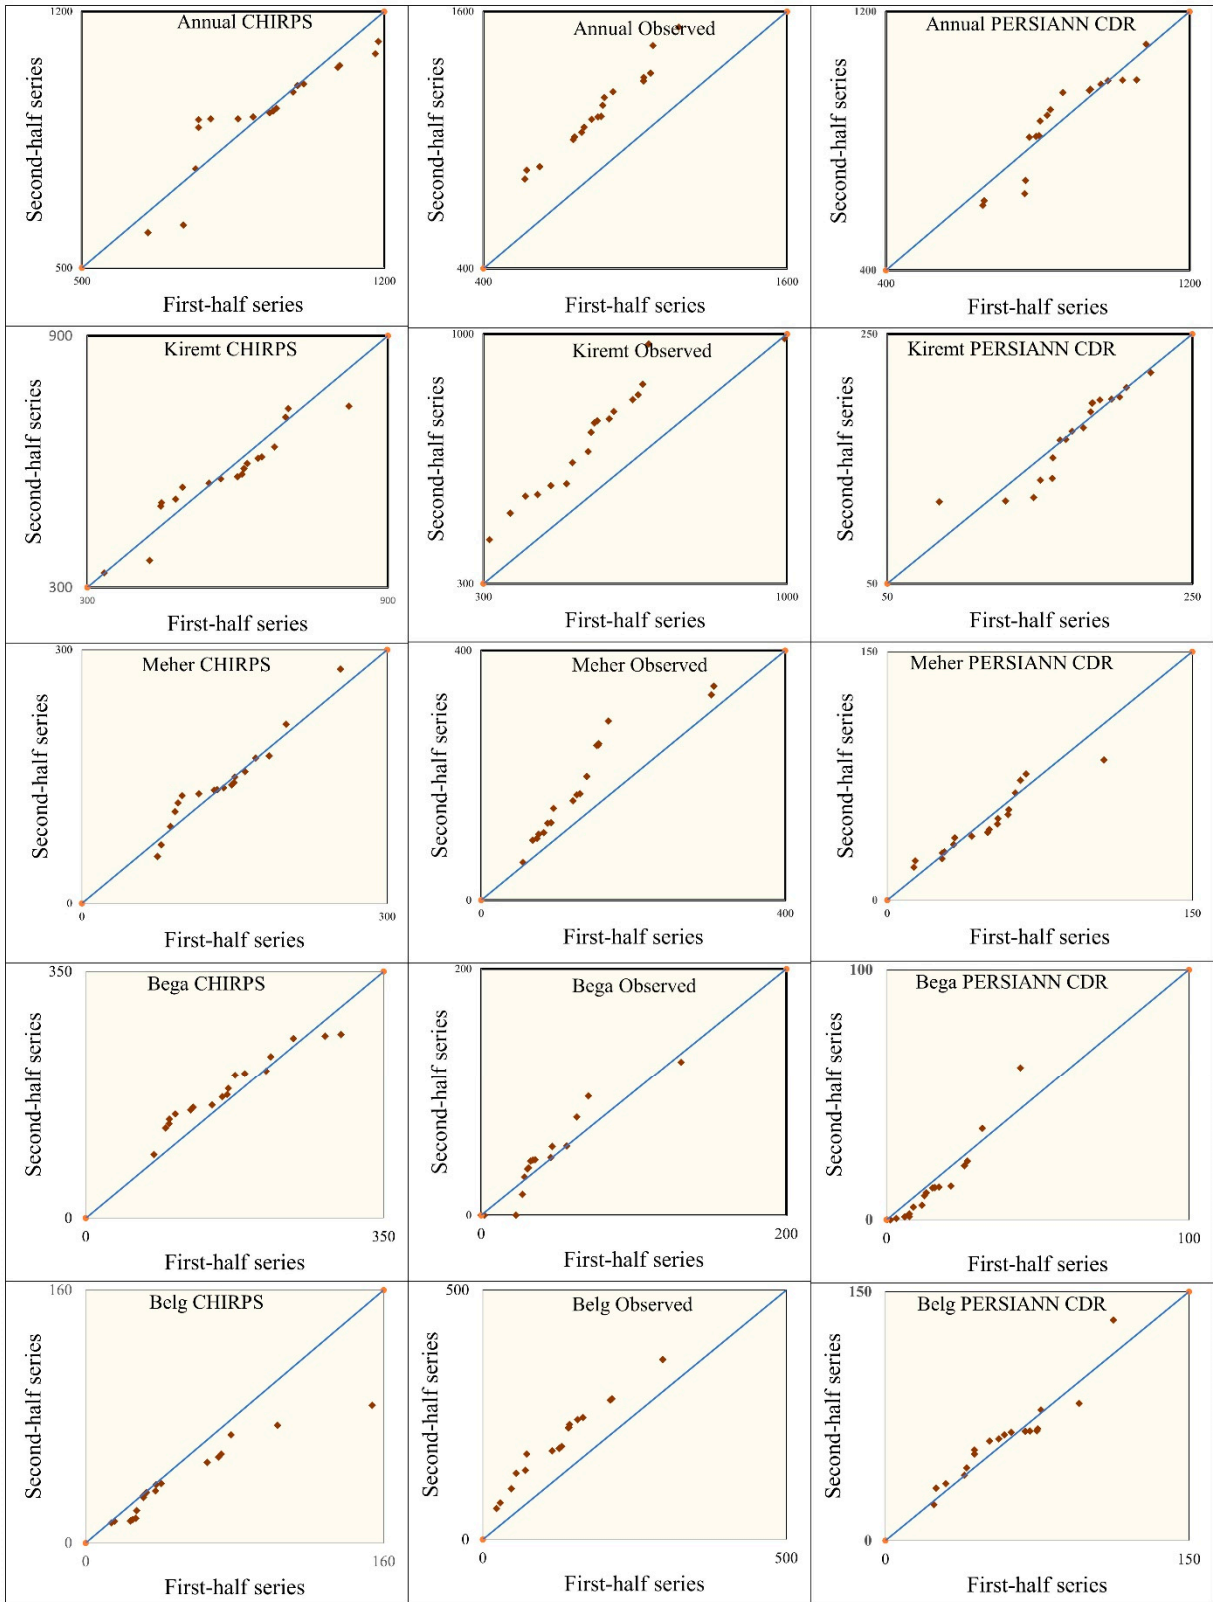 1200
Annual CHIRPS
Second-half series
500
500
1200
First-half series
1600
Annual Observed
Second-half series
400
400
1600
First-half series
1200
Annual PERSIANN CDR
Second-half series
400
400
1200
First-half series
900
Kiremt CHIRPS
Second-half series
300
300
900
First-half series
1000
Kiremt Observed
Second-half series
300
300
1000
First-half series
250
Kiremt PERSIANN CDR
Second-half series
50
50
250
First-half series
300
Meher CHIRPS
Second-half series
0
0
300
First-half series
400
Meher Observed
Second-half series
0
0
400
First-half series
150
Meher PERSIANN CDR
Second-half series
0
0
150
First-half series
350
Bega CHIRPS
Second-half series
0
0
350
First-half series
200
Bega Observed
Second-half series
0
0
200
First-half series
100
Bega PERSIANN CDR
Second-half series
0
0
100
First-half series
160
Belg CHIRPS
Second-half series
0
0
160
First-half series
500
Belg Observed
Second-half series
0
0
500
First-half series
150
Belg PERSIANN CDR
Second-half series
0
0
150
First-half series